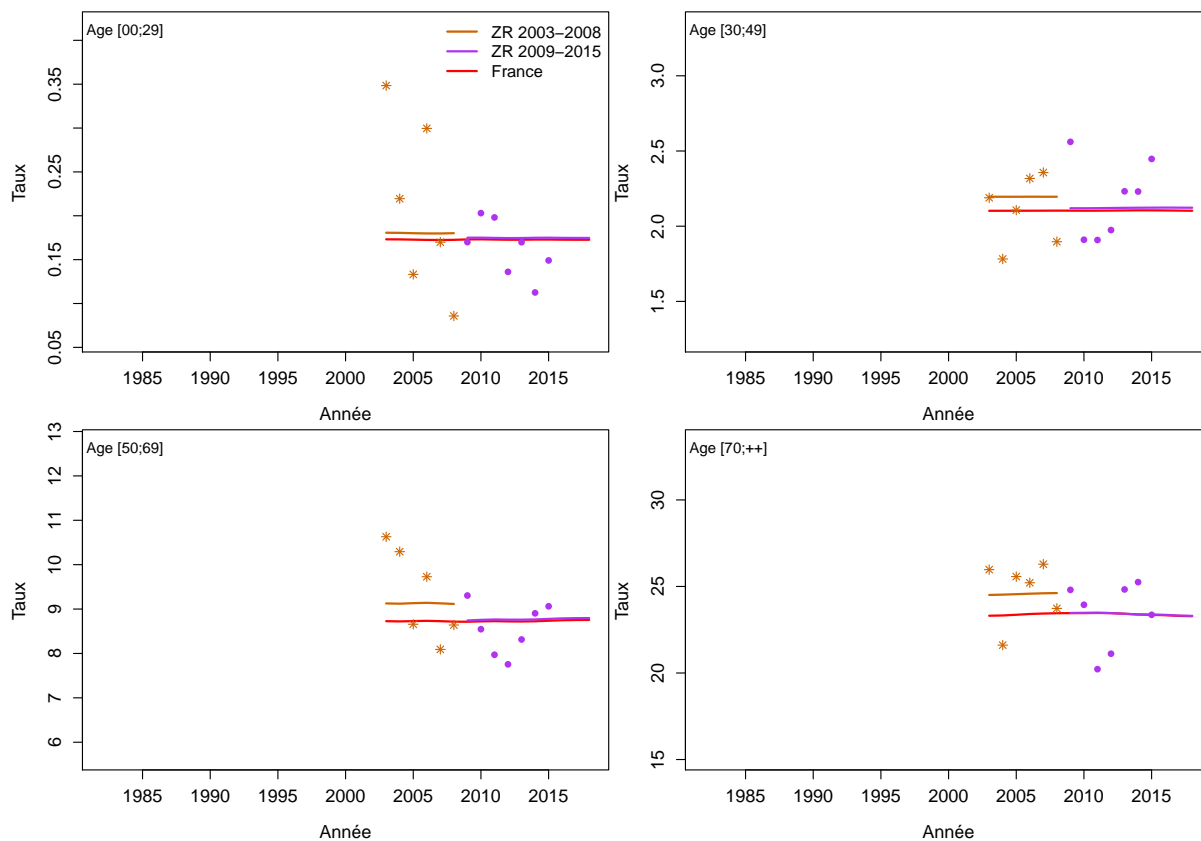 Age [00;29]
ZR 2003−2008
ZR 2009−2015
France
0.35
0.25
0.15
0.05
Taux
1985 1990 1995 2000 2005 2010 2015
Année
Age [30;49]
3.0
2.5
2.0
1.5
Taux
1985 1990 1995 2000 2005 2010 2015
Année
Age [50;69]
13
12
11
10
9
8
7
6
Taux
1985 1990 1995 2000 2005 2010 2015
Année
Age [70;++]
30
25
20
15
Taux
1985 1990 1995 2000 2005 2010 2015
Année